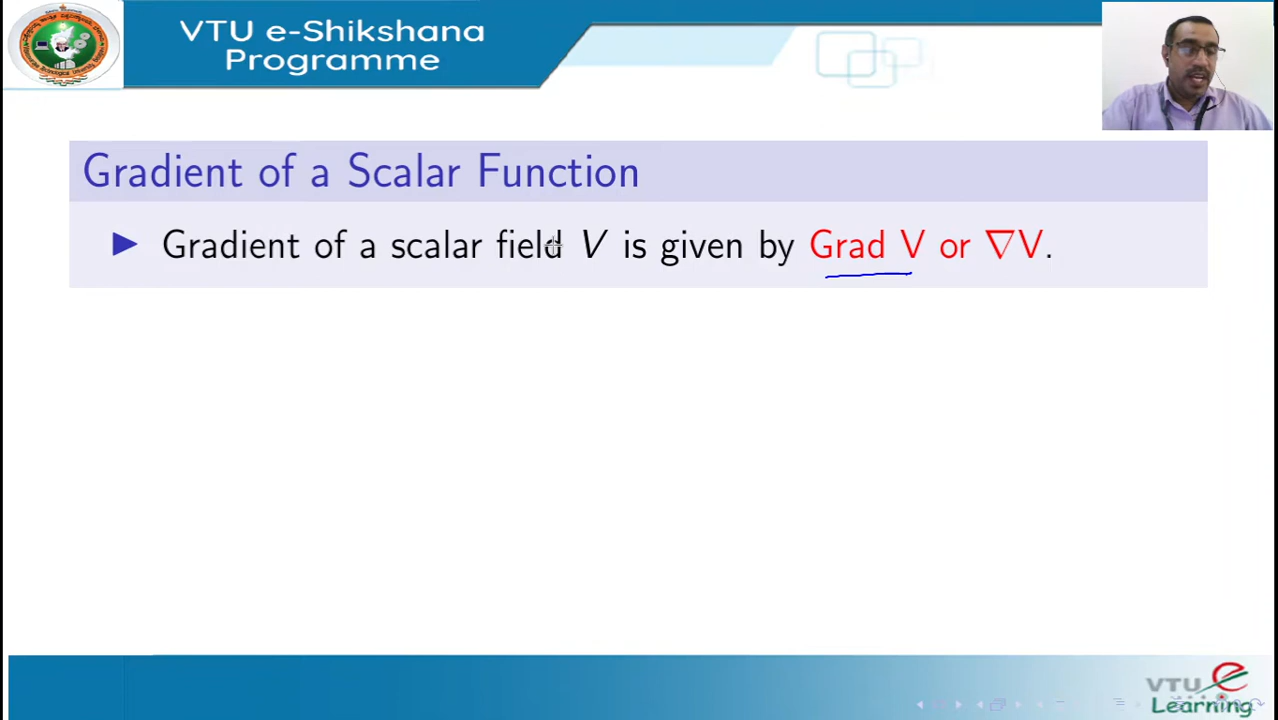 VTU e-Shikshana
Programme
Gradient of a Scalar Function
▶ Gradient of a scalar field V is given by Grad V or ∇V.
VTU e
Learning